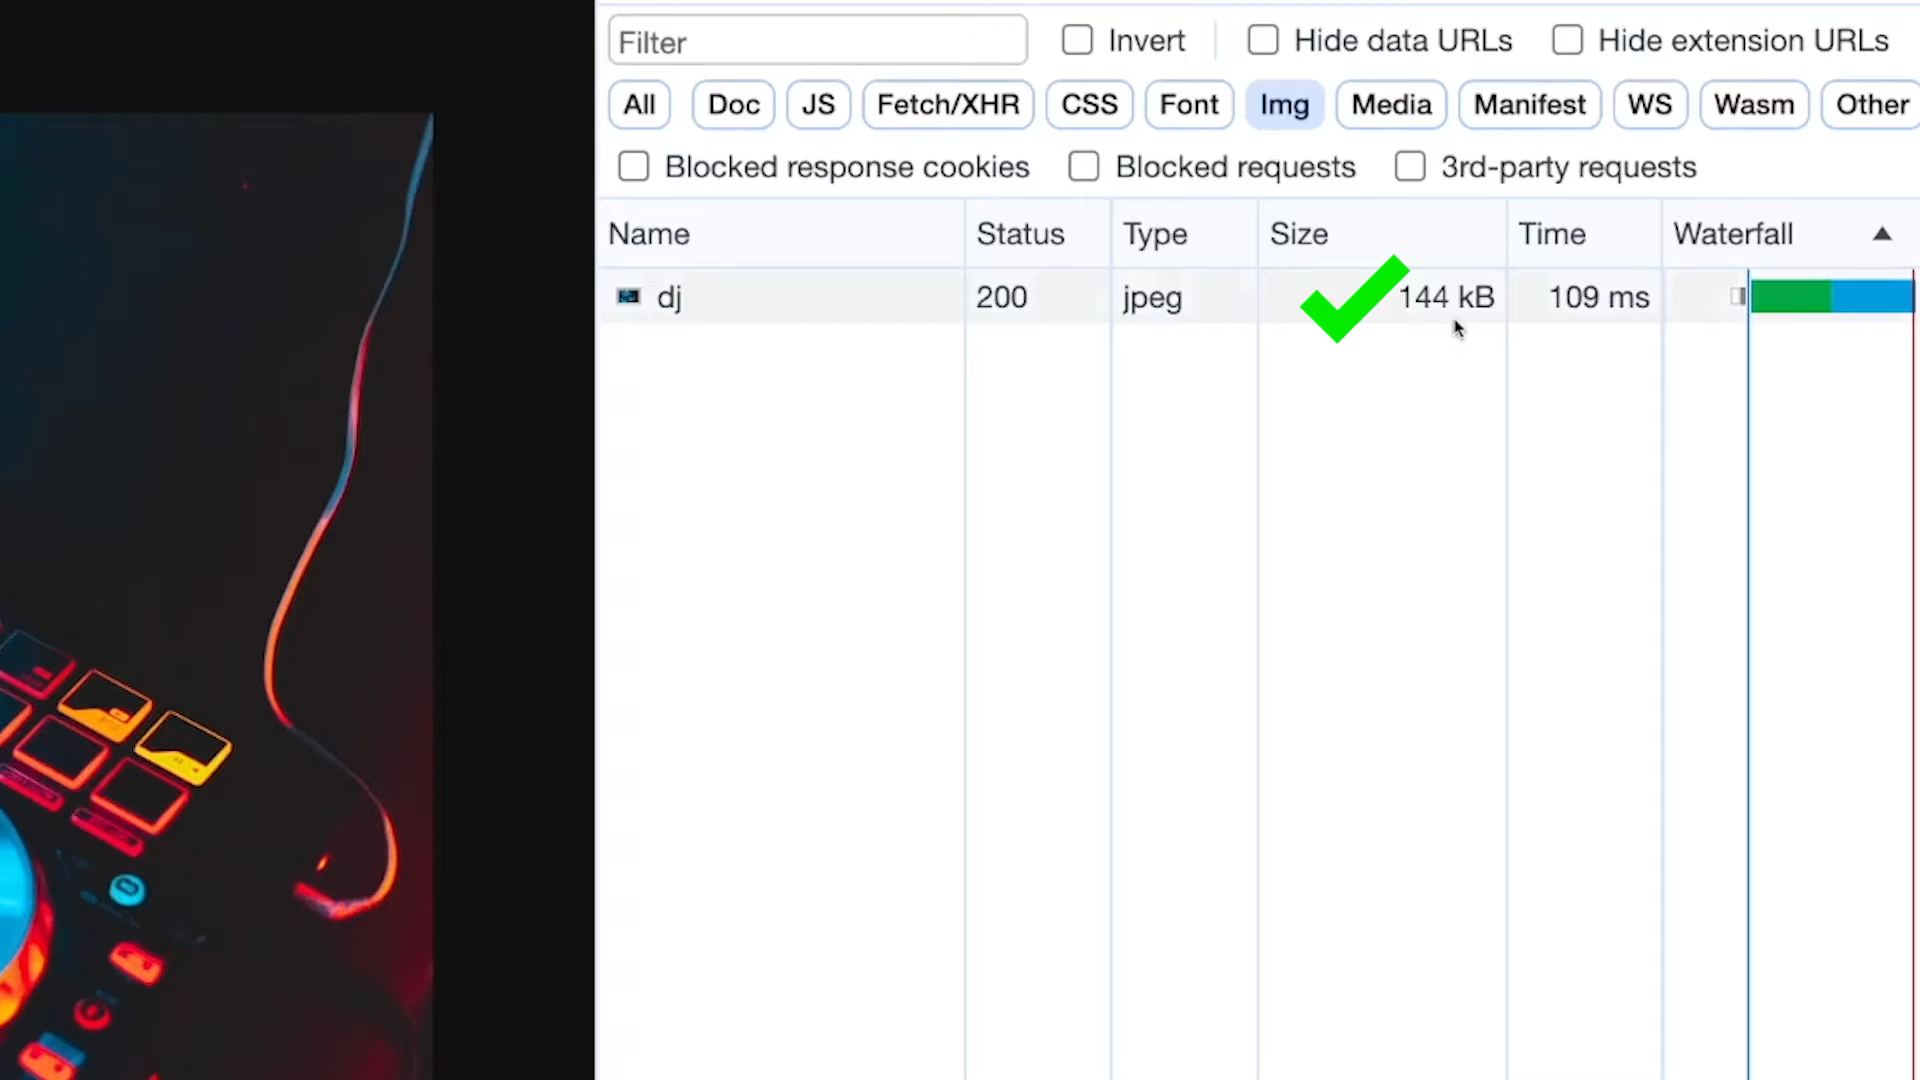 Filter Invert Hide data URLs Hide extension URLs
All Doc JS Fetch/XHR CSS Font Img Media Manifest WS Wasm Other
Blocked response cookies Blocked requests 3rd-party requests
Name Status Type Size Time Waterfall
dj 200 jpeg 144 kB 109 ms